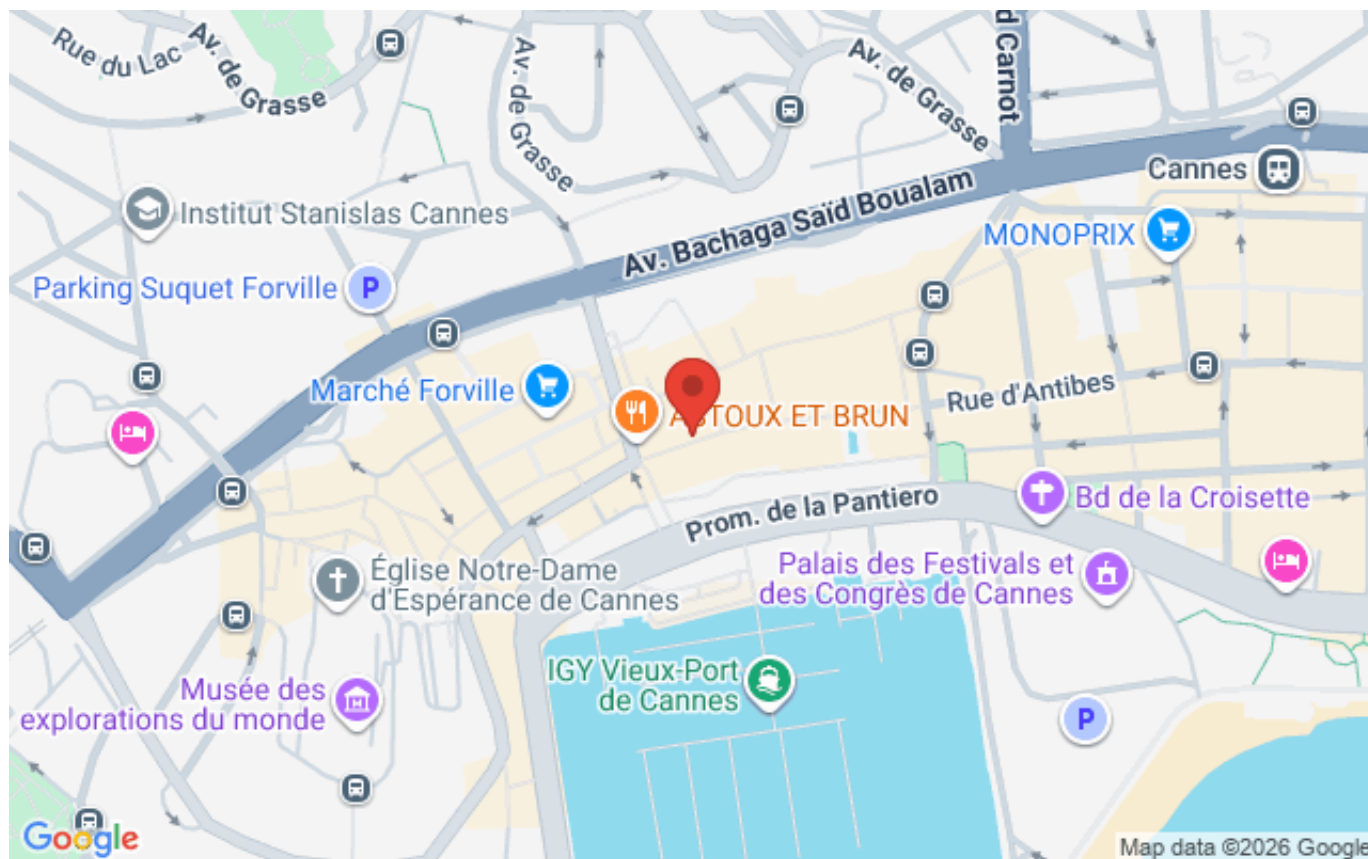 Rue du Lac
Av. de Grasse
Av. de Grasse
Av. de Grasse
d Carnot
Cannes
Institut Stanislas Cannes
Av. Bachaga Saïd Boualam
MONOPRIX
Parking Suquet Forville
P
Marché Forville
Rue d'Antibes
ASTOUX ET BRUN
Prom. de la Pantiero
Bd de la Croisette
Église Notre-Dame
d'Espérance de Cannes
Palais des Festivals et
des Congrès de Cannes
IGY Vieux-Port
de Cannes
Musée des
explorations du monde
P
Google
Map data ©2026 Google